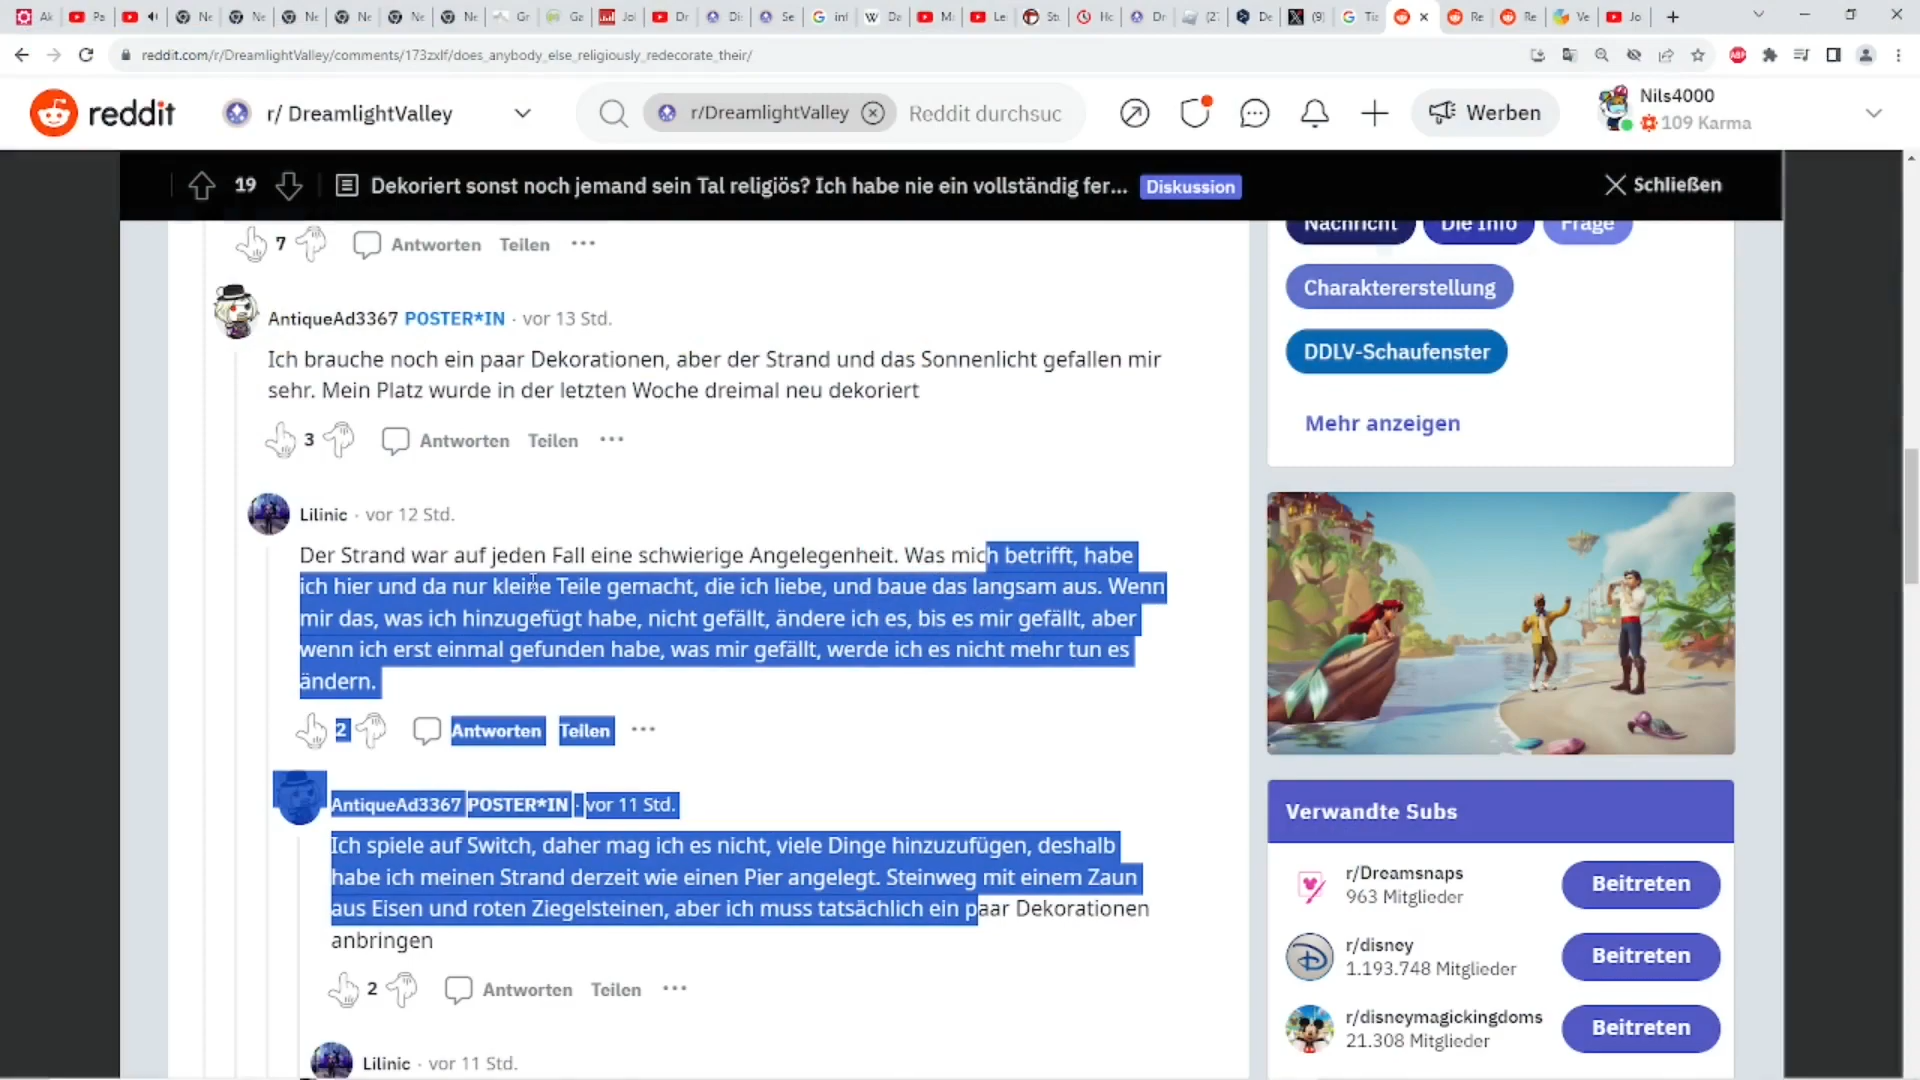 reddit.com/r/DreamlightValley/comments/173zxlf/does_anybody_else_religiously_redecorate_their/
reddit
r/ DreamlightValley
r/DreamlightValley
Reddit durchsuc
Werben
Nils4000
109 Karma
19
Dekoriert sonst noch jemand sein Tal religiös? Ich habe nie ein vollständig fer...
Diskussion
Schließen
7 Antworten Teilen ...
AntiqueAd3367 POSTER*IN · vor 13 Std.
Ich brauche noch ein paar Dekorationen, aber der Strand und das Sonnenlicht gefallen mir
sehr. Mein Platz wurde in der letzten Woche dreimal neu dekoriert
3 Antworten Teilen ...
Lilinic · vor 12 Std.
Der Strand war auf jeden Fall eine schwierige Angelegenheit. Was mich betrifft, habe
ich hier und da nur kleine Teile gemacht, die ich liebe, und baue das langsam aus. Wenn
mir das, was ich hinzugefügt habe, nicht gefällt, ändere ich es, bis es mir gefällt, aber
wenn ich erst einmal gefunden habe, was mir gefällt, werde ich es nicht mehr tun es
ändern.
2 Antworten Teilen ...
AntiqueAd3367 POSTER*IN · vor 11 Std.
Ich spiele auf Switch, daher mag ich es nicht, viele Dinge hinzuzufügen, deshalb
habe ich meinen Strand derzeit wie einen Pier angelegt. Steinweg mit einem Zaun
aus Eisen und roten Ziegelsteinen, aber ich muss tatsächlich ein paar Dekorationen
anbringen
2 Antworten Teilen ...
Lilinic · vor 11 Std.
Nachricht
Die Info
Frage
Charaktererstellung
DDLV-Schaufenster
Mehr anzeigen
Verwandte Subs
r/Dreamsnaps
963 Mitglieder
Beitreten
r/disney
1.193.748 Mitglieder
Beitreten
r/disneymagickingdoms
21.308 Mitglieder
Beitreten